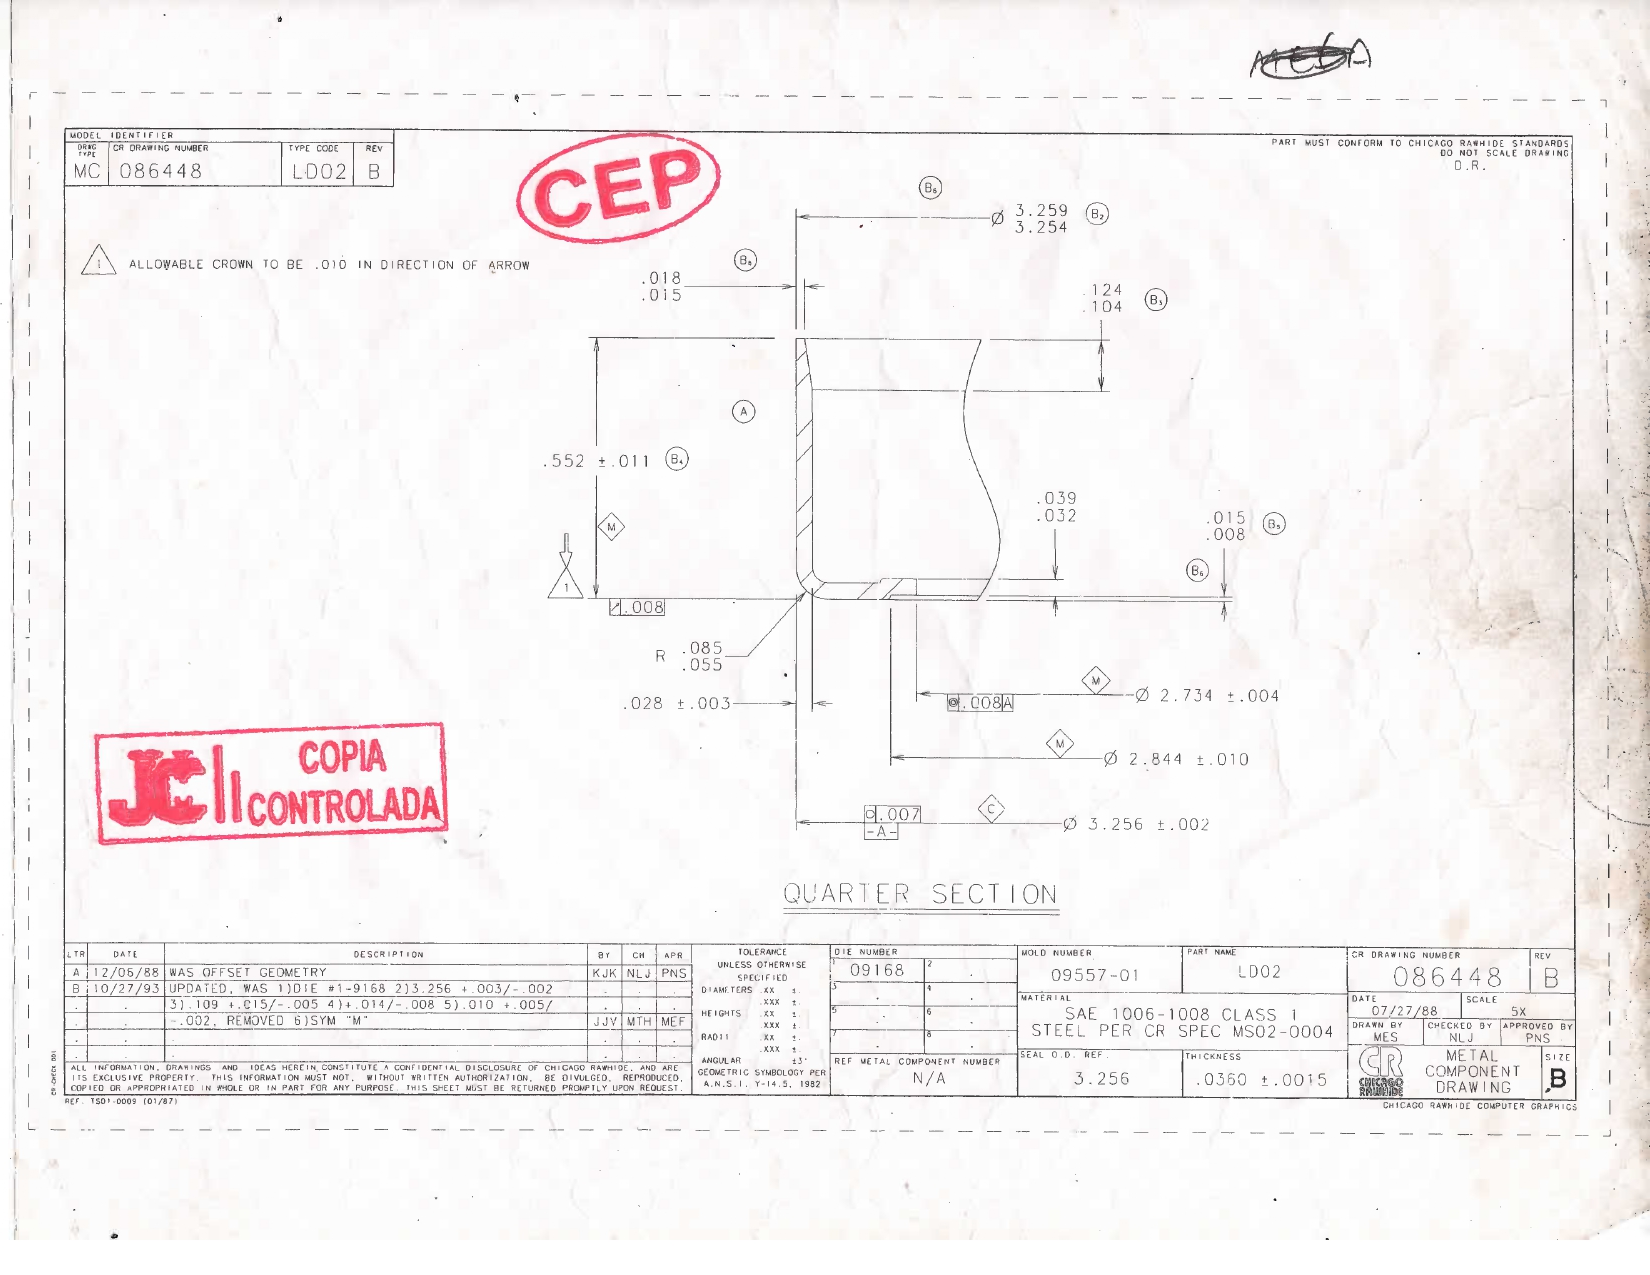 MODEL IDENTIFIER
DRWG TYPE
CR DRAWING NUMBER
TYPE CODE
REV
MC
086448
LD02
B
CEP
PART MUST CONFORM TO CHICAGO RAWHIDE STANDARDS
DO NOT SCALE DRAWING
D.R.
1 ALLOWABLE CROWN TO BE .010 IN DIRECTION OF ARROW
B6
Ø 3.259
3.254
B2
.018
.015
.124
.104
B3
A
.552 ±.011 B4
M
1
.039
.032
.015
.008
B5
B6
.008
R .085
.055
.028 ±.003
M
.008 A
Ø 2.734 ±.004
M
Ø 2.844 ±.010
.007
-A-
C
Ø 3.256 ±.002
JCI COPIA
CONTROLADA
QUARTER SECTION
LTR DATE DESCRIPTION BY CH APR
A 12/06/88 WAS OFFSET GEOMETRY KJK NLJ PNS
B 10/27/93 UPDATED, WAS 1)DIE #1-9168 2)3.256 +.003/-.002
3).109 +.015/-.005 4)+.014/-.008 5).010 +.005/
-.002, REMOVED 6)SYM "M" JJV MTH MEF
ALL INFORMATION, DRAWINGS AND IDEAS HEREIN CONSTITUTE A CONFIDENTIAL DISCLOSURE OF CHICAGO RAWHIDE, AND ARE
ITS EXCLUSIVE PROPERTY. THIS INFORMATION MUST NOT, WITHOUT WRITTEN AUTHORIZATION, BE DIVULGED, REPRODUCED,
COPIED OR APPROPRIATED IN WHOLE OR IN PART FOR ANY PURPOSE. THIS SHEET MUST BE RETURNED PROMPTLY UPON REQUEST.
REF. TS01-0009 (01/87)
TOLERANCE
UNLESS OTHERWISE
SPECIFIED
DIAMETERS .XX ±.
.XXX ±.
HEIGHTS .XX ±.
.XXX ±.
RADII .XX ±.
.XXX ±.
ANGULAR ±3°
GEOMETRIC SYMBOLOGY PER
A.N.S.I. Y-14.5, 1982
DIE NUMBER
09168
2
3
4
5
6
7
8
REF METAL COMPONENT NUMBER
N/A
MOLD NUMBER
09557-01
PART NAME
LD02
MATERIAL
SAE 1006-1008 CLASS 1
STEEL PER CR SPEC MS02-0004
SEAL O.D. REF.
3.256
THICKNESS
.0360 ±.0015
CR DRAWING NUMBER
086448
REV
B
DATE
07/27/88
SCALE
5X
DRAWN BY
MES
CHECKED BY
NLJ
APPROVED BY
PNS
CR
CHICAGO
RAWHIDE
METAL
COMPONENT
DRAWING
SIZE
B
CHICAGO RAWHIDE COMPUTER GRAPHICS